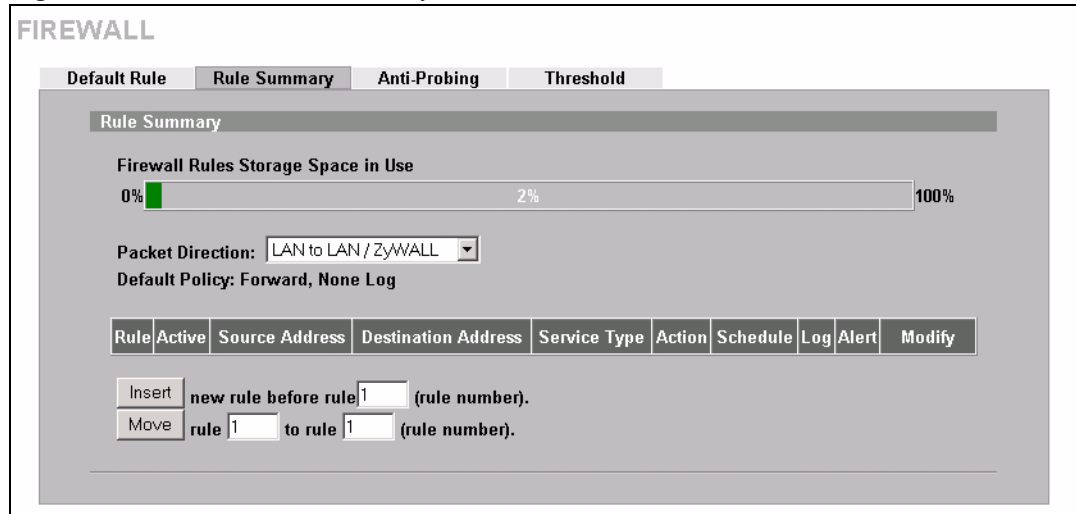 FIREWALL
Default Rule Rule Summary Anti-Probing Threshold
Rule Summary
Firewall Rules Storage Space in Use
0% 2% 100%
Packet Direction: LAN to LAN / ZyWALL
Default Policy: Forward, None Log
Rule Active Source Address Destination Address Service Type Action Schedule Log Alert Modify
Insert new rule before rule 1 (rule number).
Move rule 1 to rule 1 (rule number).